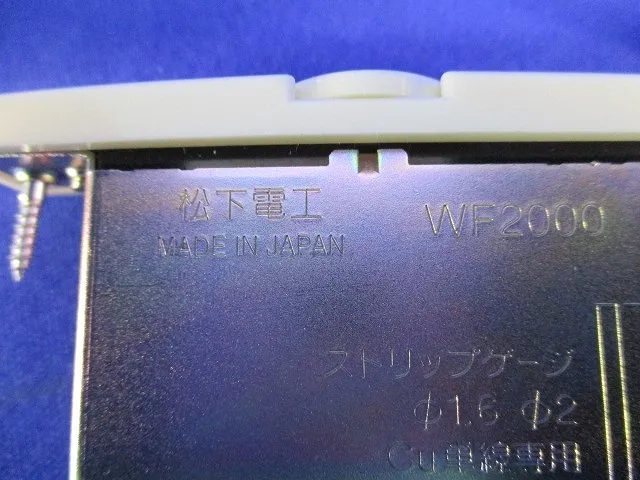 松下電工
WF2000
MADE IN JAPAN
ストリップゲージ
φ1.6 φ2
Cu単線専用